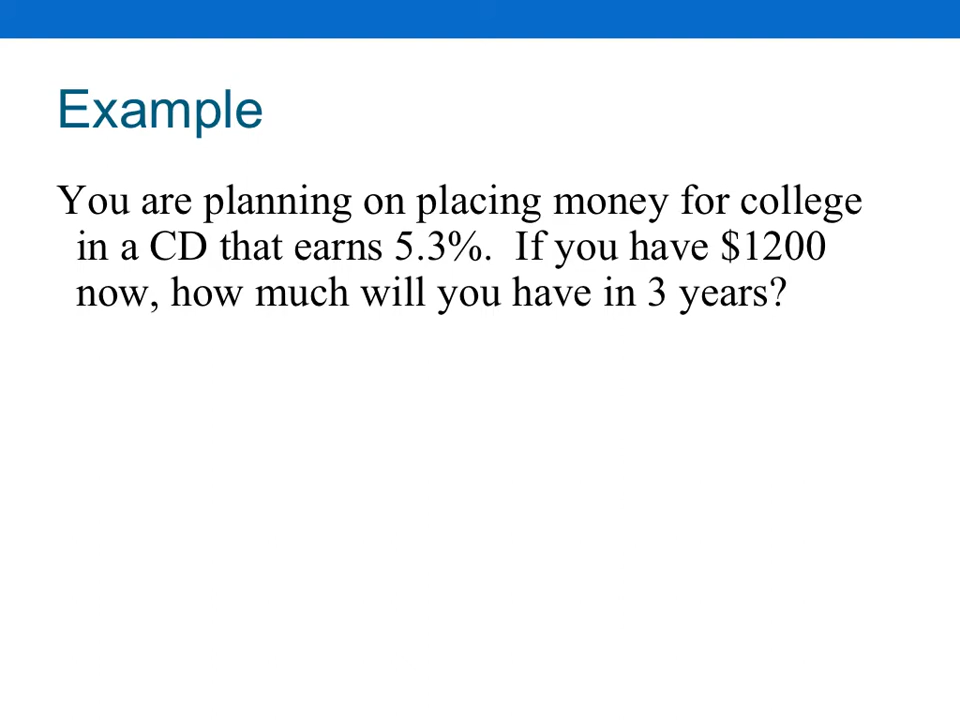 Example
You are planning on placing money for college
in a CD that earns 5.3%.  If you have $1200
now, how much will you have in 3 years?